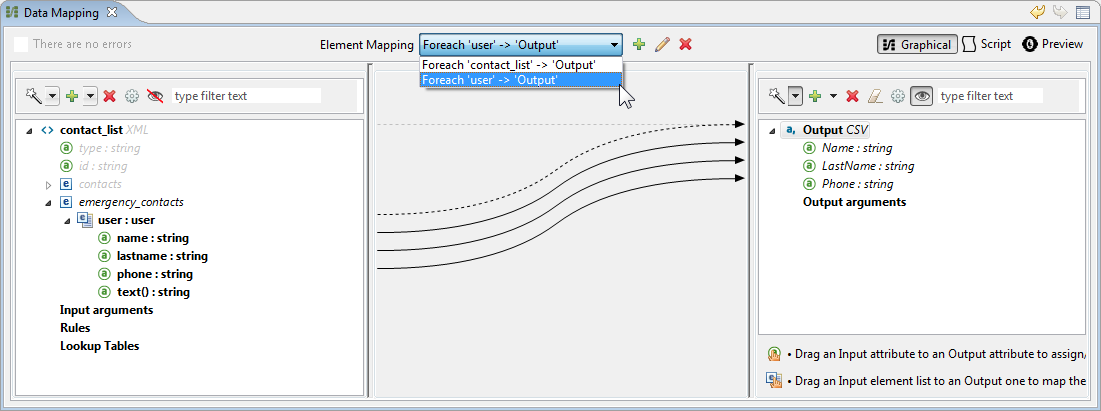 Data Mapping
There are no errors
Element Mapping
Foreach 'user' -> 'Output'
Graphical
Script
Preview
Foreach 'contact_list' -> 'Output'
Foreach 'user' -> 'Output'
type filter text
type filter text
contact_list XML
type : string
id : string
contacts
emergency_contacts
user : user
name : string
lastname : string
phone : string
text() : string
Input arguments
Rules
Lookup Tables
Output CSV
Name : string
LastName : string
Phone : string
Output arguments
• Drag an Input attribute to an Output attribute to assign,
• Drag an Input element list to an Output one to map the